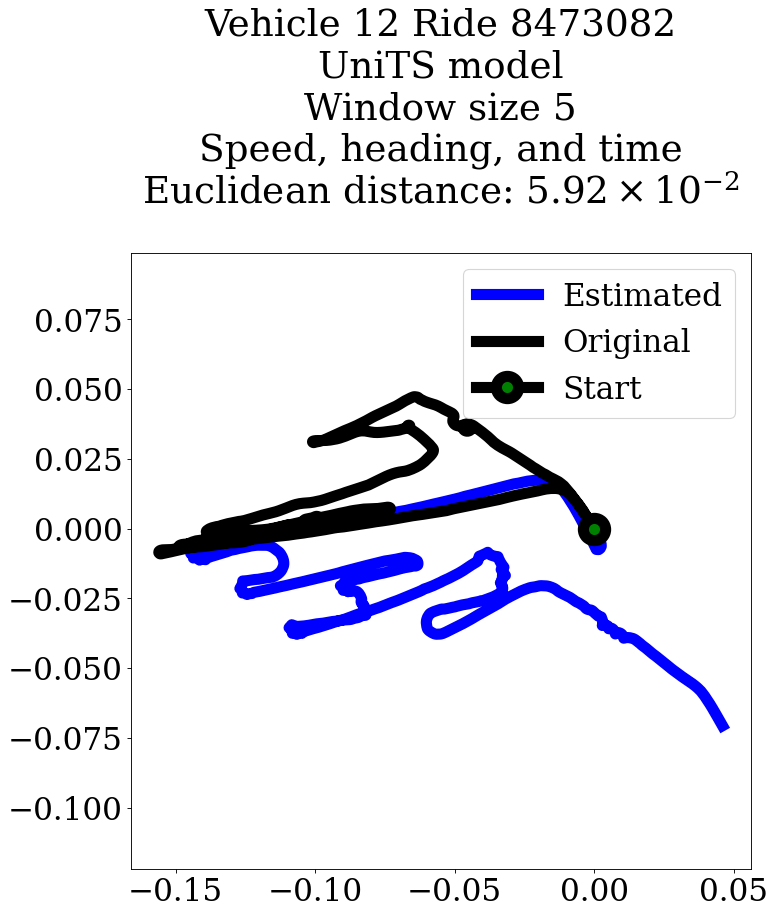 Vehicle 12 Ride 8473082
UniTS model
Window size 5
Speed, heading, and time
Euclidean distance: 5.92 × 10⁻²
Estimated
Original
Start
0.075
0.050
0.025
0.000
−0.025
−0.050
−0.075
−0.100
−0.15
−0.10
−0.05
0.00
0.05